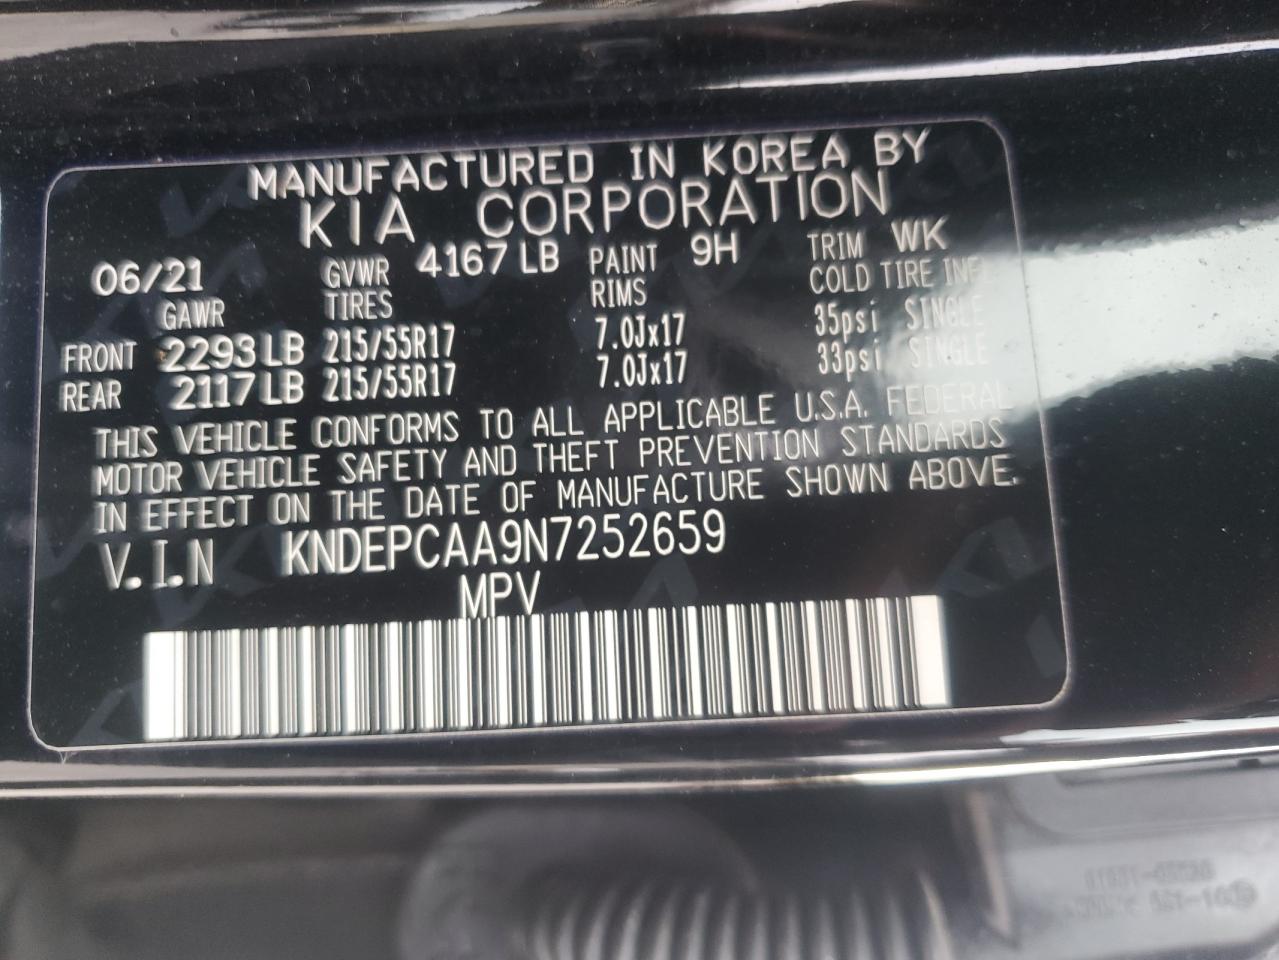 MANUFACTURED IN KOREA BY
KIA CORPORATION
06/21 GVWR 4167 LB PAINT 9H TRIM WK
GAWR TIRES RIMS COLD TIRE INF
FRONT 2293 LB 215/55R17 7.0Jx17 35psi SINGLE
REAR 2117 LB 215/55R17 7.0Jx17 33psi SINGLE
THIS VEHICLE CONFORMS TO ALL APPLICABLE U.S.A. FEDERAL
MOTOR VEHICLE SAFETY AND THEFT PREVENTION STANDARDS
IN EFFECT ON THE DATE OF MANUFACTURE SHOWN ABOVE.
V.I.N KNDEPCAA9N7252659
MPV